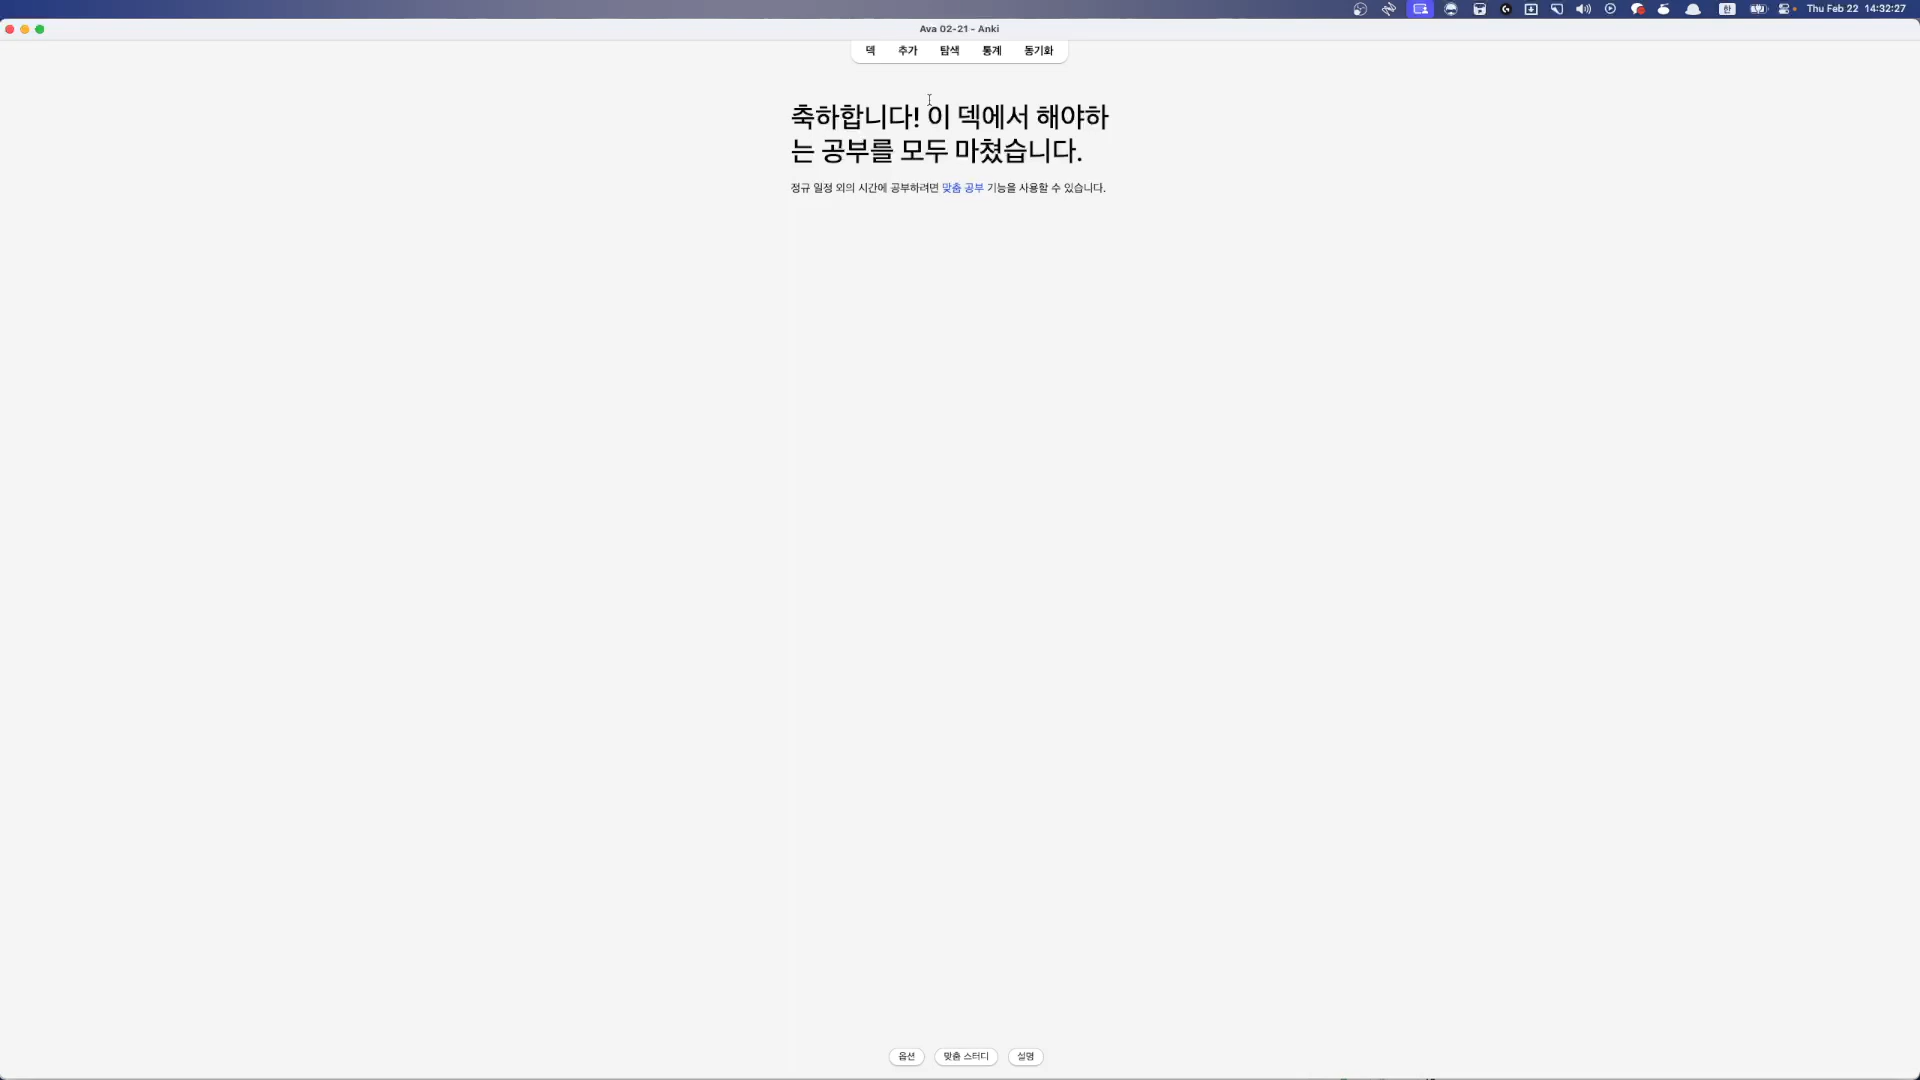 한
Thu Feb 22 14:32:27
Ava 02-21 - Anki
덱 추가 탐색 통계 동기화
축하합니다! 이 덱에서 해야하
는 공부를 모두 마쳤습니다.
정규 일정 외의 시간에 공부하려면 맞춤 공부 기능을 사용할 수 있습니다.
옵션 맞춤 스터디 설명